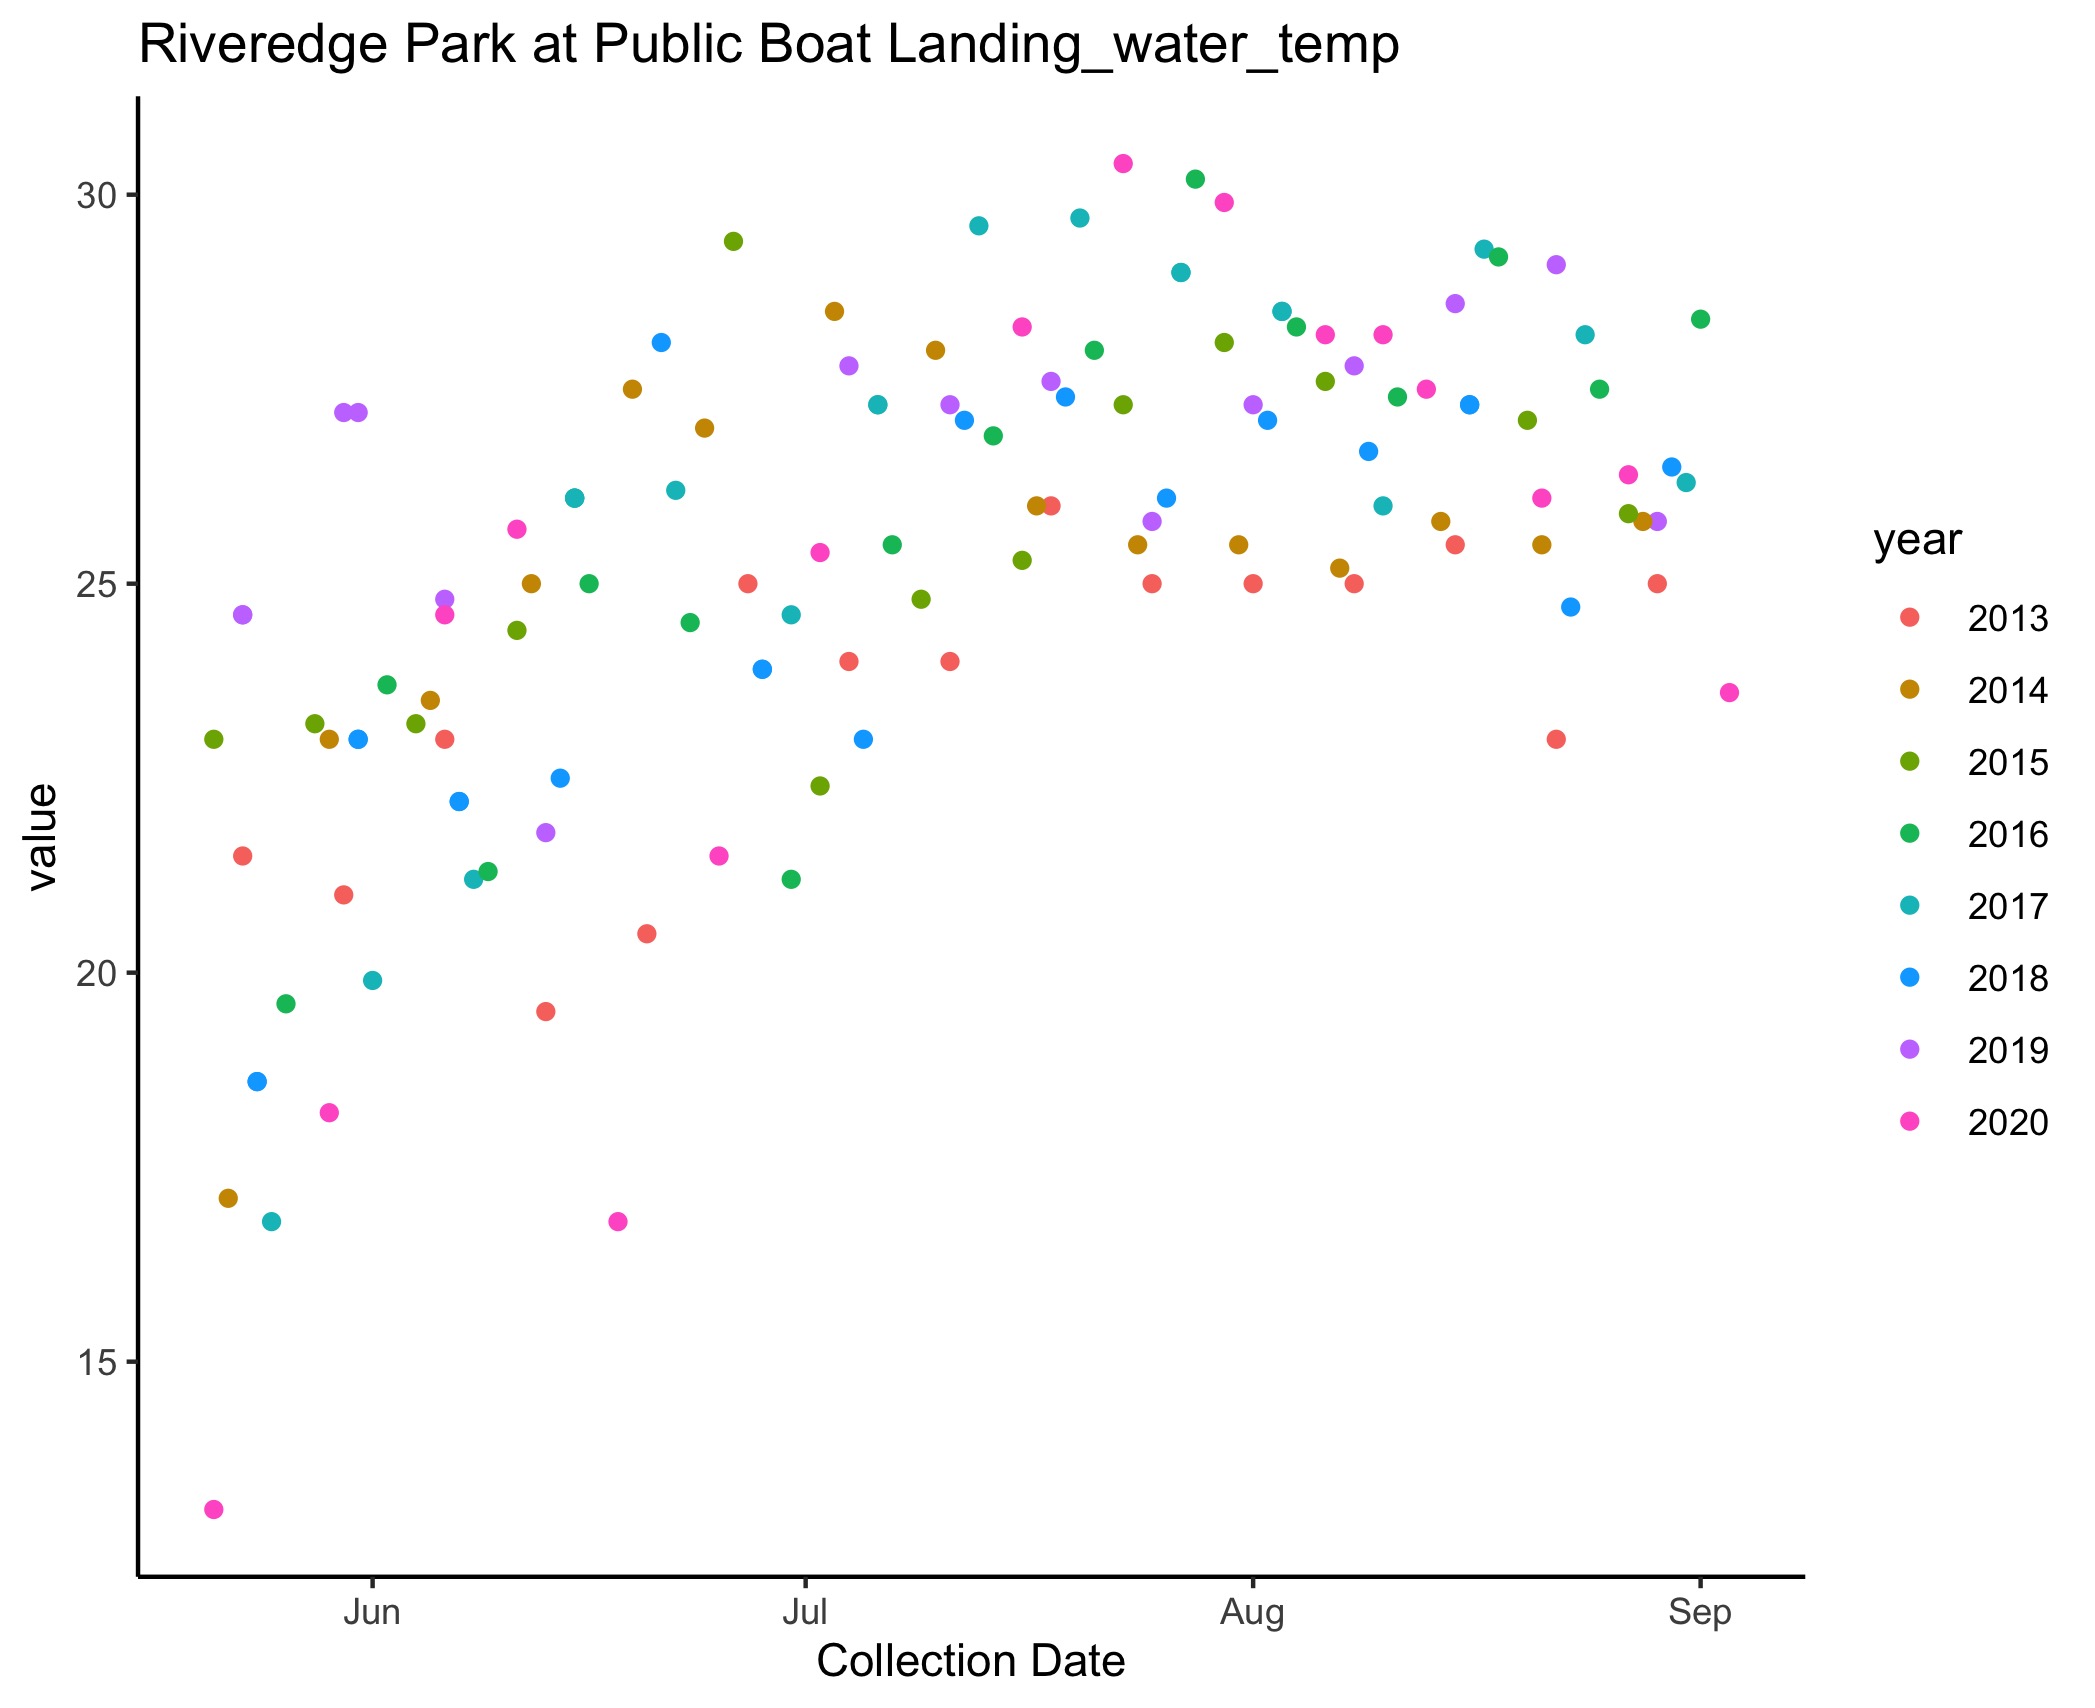 Riveredge Park at Public Boat Landing_water_temp
30
25
20
15
value
Jun
Jul
Aug
Sep
Collection Date
year
2013
2014
2015
2016
2017
2018
2019
2020